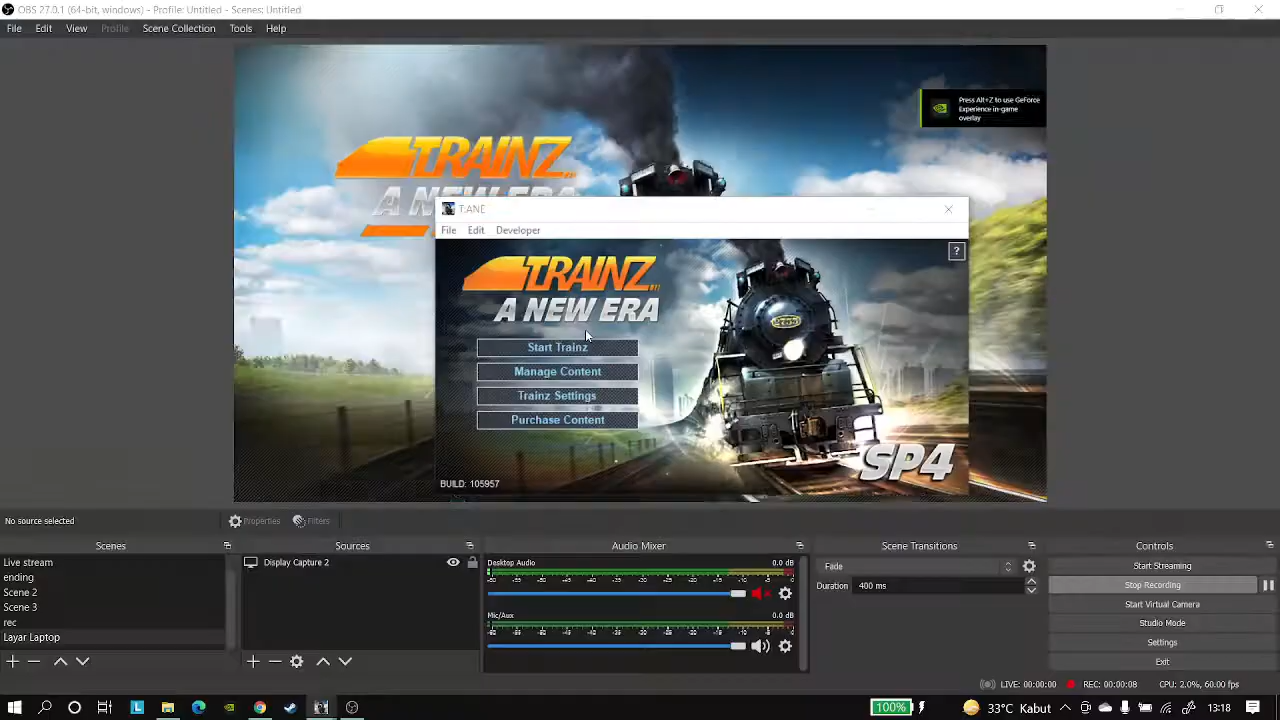 OBS 27.0.1 (64-bit, windows) - Profile: Untitled - Scenes: Untitled
File Edit View Profile Scene Collection Tools Help
Press Alt+Z to use GeForce
Experience in-game
overlay
TRAINZ
A NEW ERA
T:ANE
File Edit Developer
?
TRAINZ
A NEW ERA
Start Trainz
Manage Content
Trainz Settings
Purchase Content
SP4
BUILD: 105957
No source selected
Properties Filters
Scenes
Live stream
ending
Scene 2
Scene 3
rec
Layar Laptop
Sources
Display Capture 2
Audio Mixer
Desktop Audio 0.0 dB
Mic/Aux 0.0 dB
Scene Transitions
Fade
Duration 400 ms
Controls
Start Streaming
Stop Recording
Start Virtual Camera
Studio Mode
Settings
Exit
LIVE: 00:00:00 REC: 00:00:08 CPU: 2.0%, 60.00 fps
100% 33°C Kabut 13:18